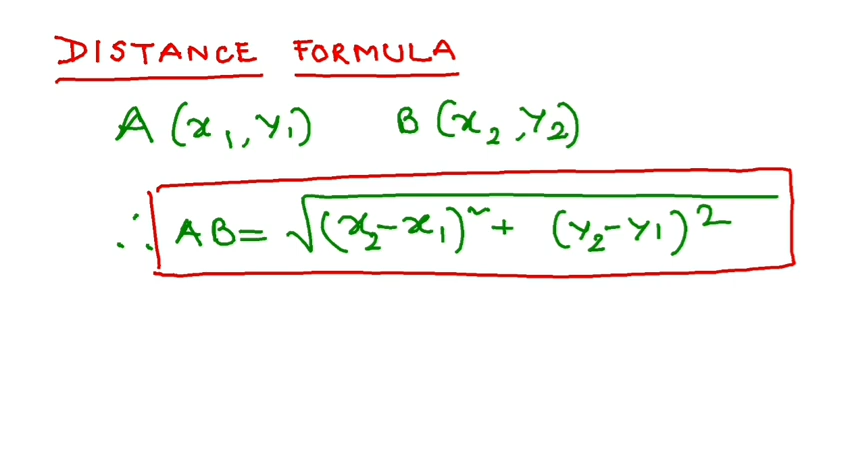 DISTANCE FORMULA
A (x₁, y₁) B (x₂, y₂)
∴ AB = √(x₂-x₁)² + (y₂-y₁)²